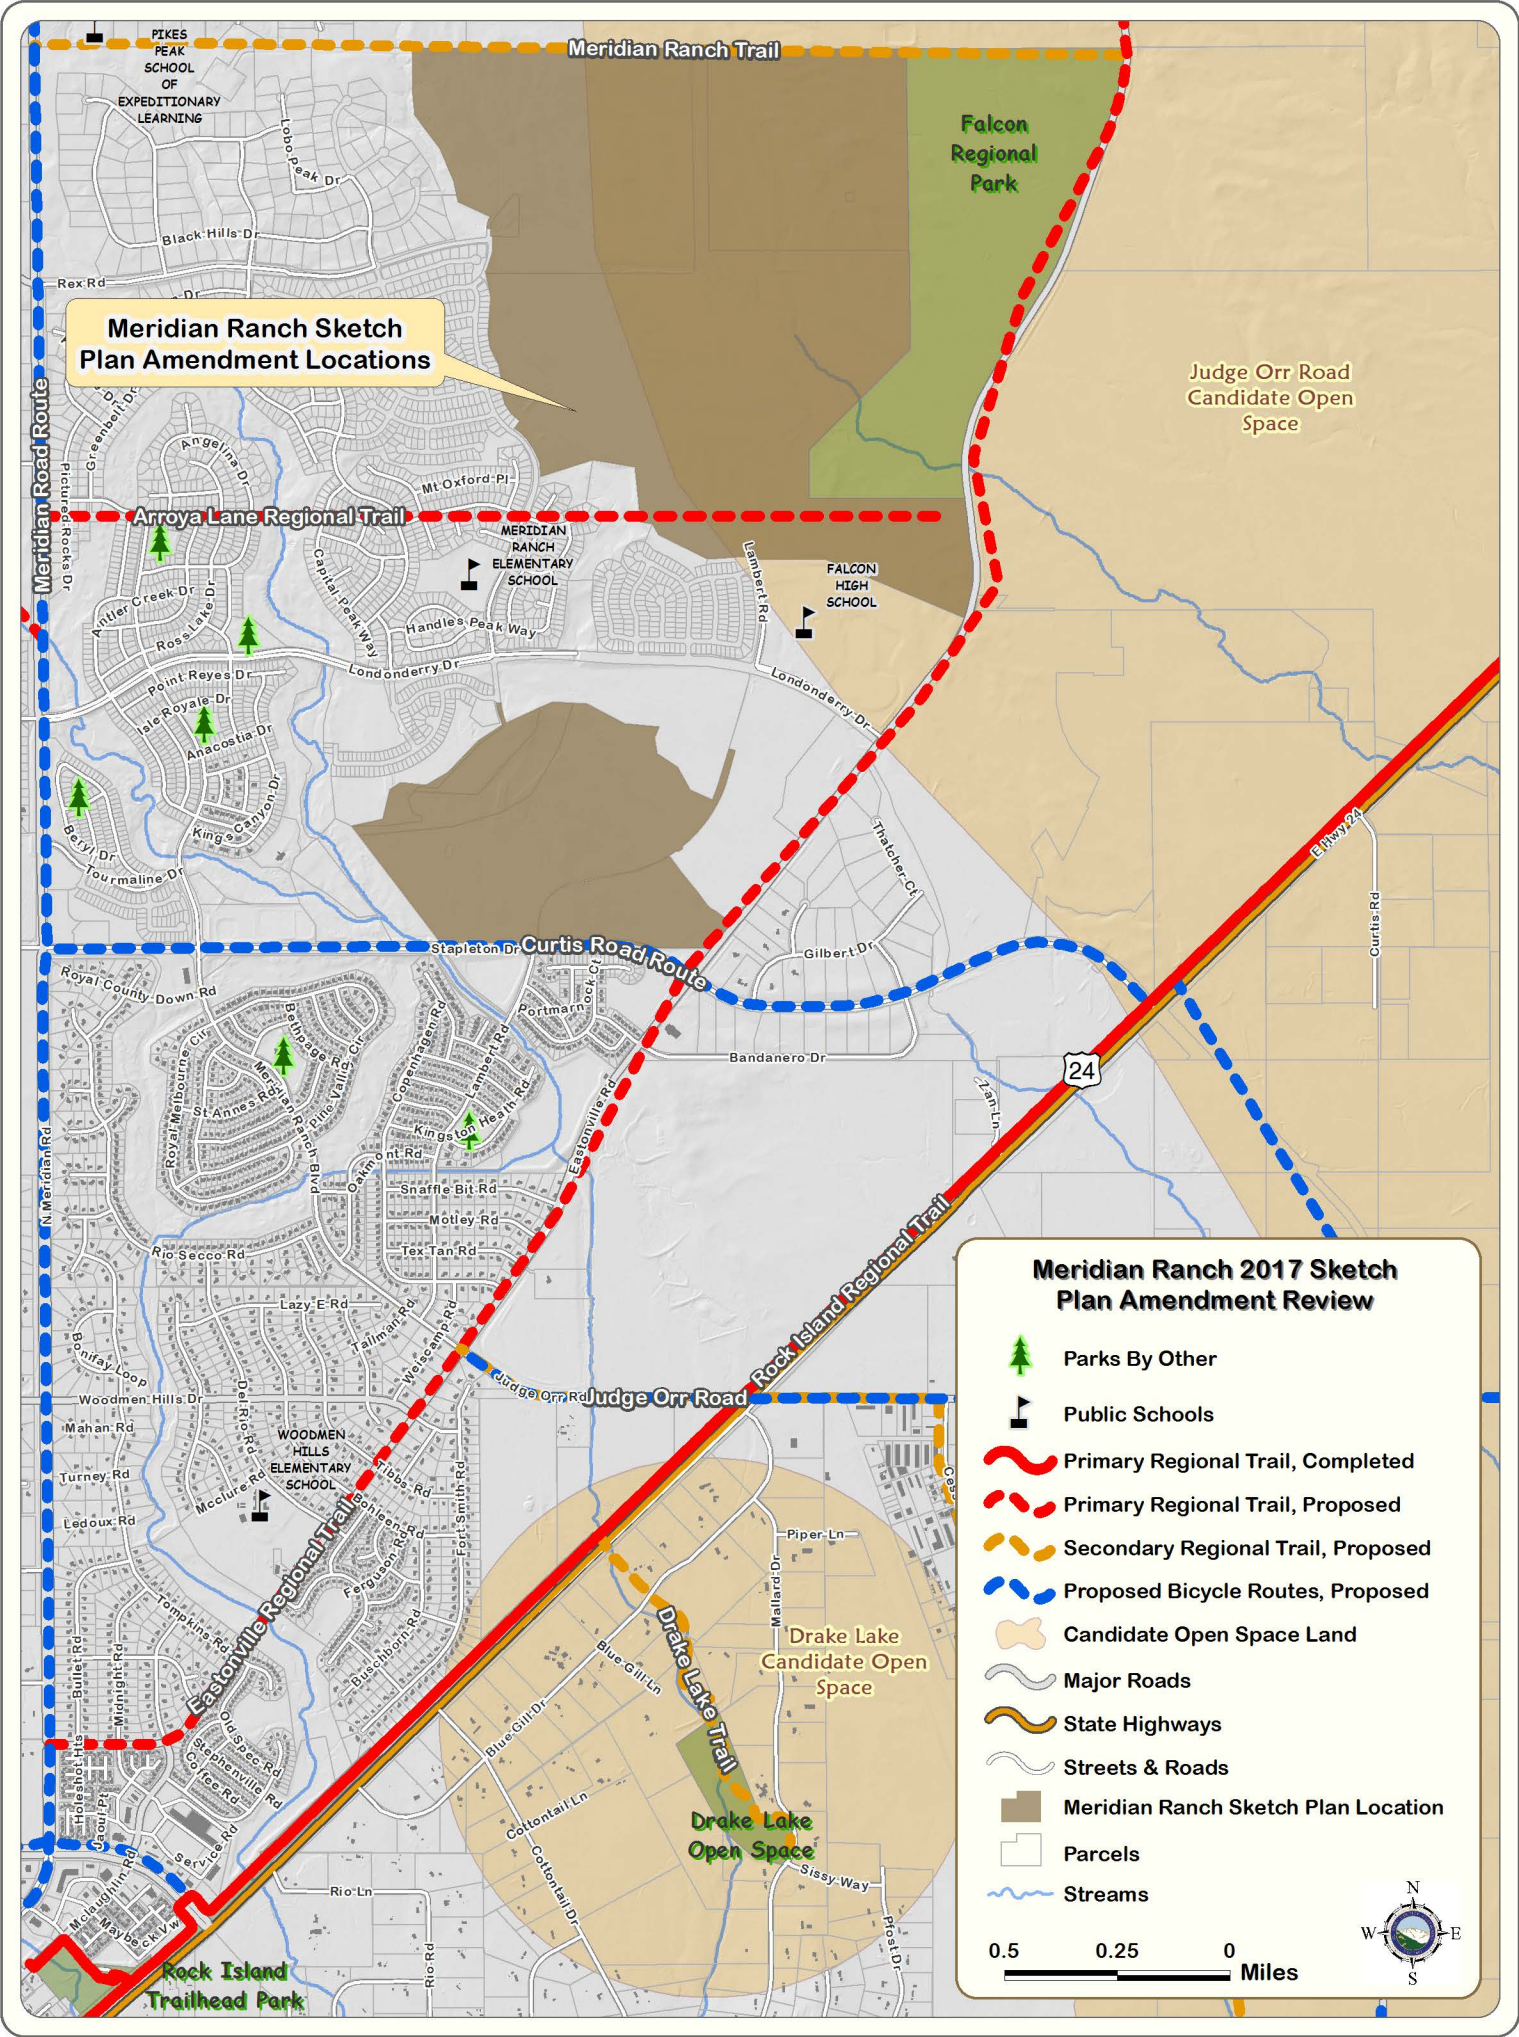 PIKES
PEAK
SCHOOL
OF
EXPEDITIONARY
LEARNING
Meridian Ranch Trail
Falcon
Regional
Park
Lobo Peak Dr
Black Hills Dr
Rex Rd
Meridian Ranch Sketch
Plan Amendment Locations
Judge Orr Road
Candidate Open
Space
Meridian Road Route
Greenbelt Dr
Pictured Rocks Dr
Angelina Dr
Mt Oxford Pl
Arroya Lane Regional Trail
MERIDIAN
RANCH
ELEMENTARY
SCHOOL
FALCON
HIGH
SCHOOL
Lambert Rd
Capital Peak Way
Antler Creek Dr
Ross Lake Dr
Handles Peak Way
Londonderry Dr
Londonderry Dr
Point Reyes Dr
Isle Royale Dr
Anacostia Dr
Kings Canyon Dr
Beryl Dr
Tourmaline Dr
Thatcher Ct
E Hwy 24
Curtis Rd
Stapleton Dr
Curtis Road Route
Gilbert Dr
Royal County Down Rd
Portmarnock Ct
Bandanero Dr
Bethpage Rd
Copenhagen Rd
Lambert Rd
Royal Melbourne Cir
St Annes Rd
Pine Valley Cir
Meridian Ranch Blvd
Kingston Heath Rd
Oakmont Rd
Eastonville Rd
24
Zan Ln
N Meridian Rd
Snaffle Bit Rd
Motley Rd
Tex Tan Rd
Rio Secco Rd
Lazy E Rd
Tallman Rd
Weiscamp Rd
Bonifay Loop
Woodmen Hills Dr
Mahan Rd
Del Rio Rd
Turney Rd
Mcclure Rd
Ledoux Rd
WOODMEN
HILLS
ELEMENTARY
SCHOOL
Tibbs Rd
Bohleen Rd
Ferguson Rd
Fort Smith Rd
Judge Orr Rd
Judge Orr Road
Rock Island Regional Trail
Eastonville Regional Trail
Tompkins Rd
Buschborn Rd
Bullet Rd
Midnight Rd
Old Spec Rd
Stephenville Rd
Coffee Rd
Holeshot Hts
Jaoul Pt
Service Rd
Mclaughlin Rd
Maybeck Vw
Rock Island
Trailhead Park
Rio Ln
Rio Rd
Piper Ln
Mallard Dr
Blue Gill Ln
Blue Gill Dr
Drake Lake Trail
Drake Lake
Candidate Open
Space
Drake Lake
Open Space
Cottontail Ln
Cottontail Dr
Sissy Way
Pfost Dr
Meridian Ranch 2017 Sketch
Plan Amendment Review
Parks By Other
Public Schools
Primary Regional Trail, Completed
Primary Regional Trail, Proposed
Secondary Regional Trail, Proposed
Proposed Bicycle Routes, Proposed
Candidate Open Space Land
Major Roads
State Highways
Streets & Roads
Meridian Ranch Sketch Plan Location
Parcels
Streams
N
W
E
S
0.5
0.25
0
Miles